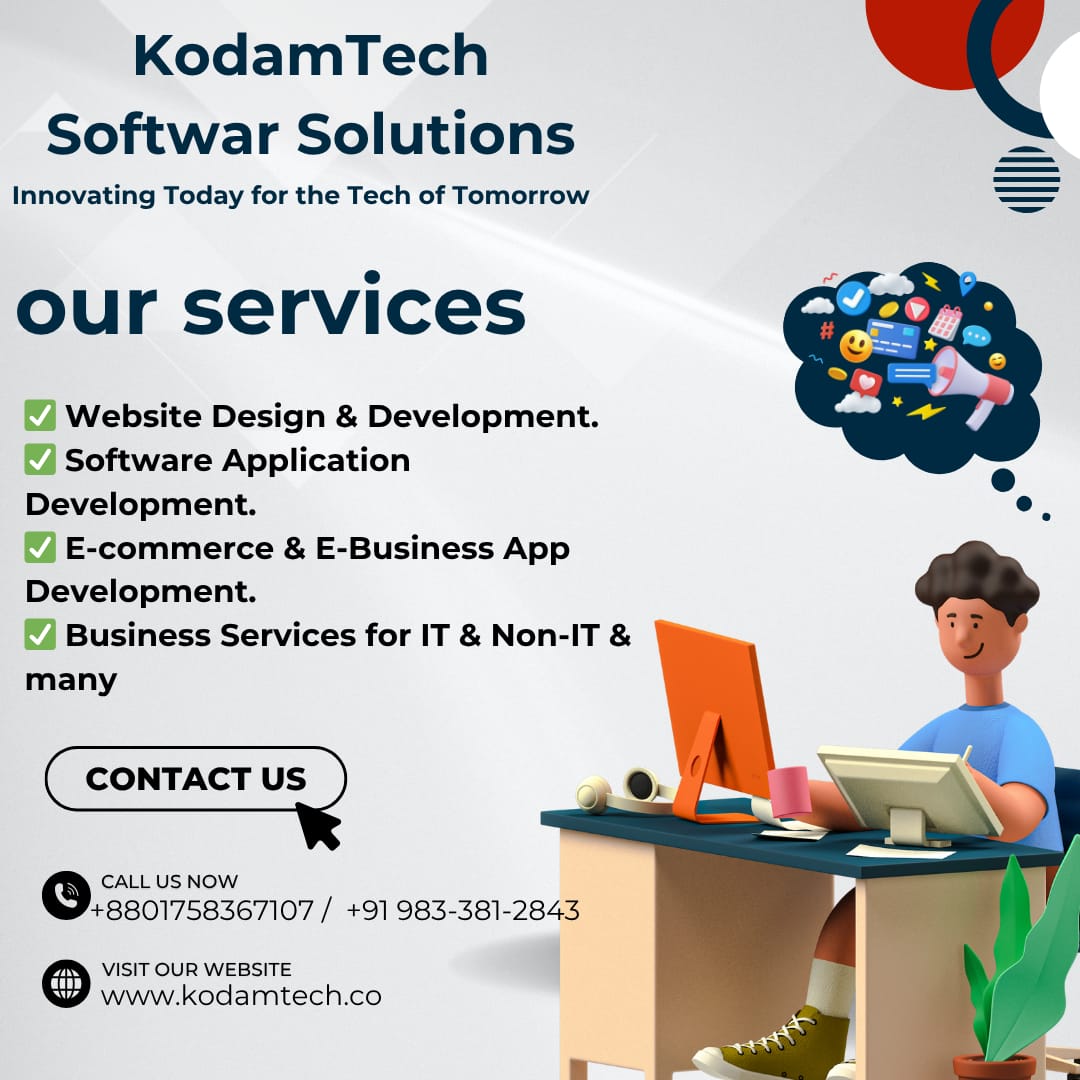 KodamTech
Softwar Solutions
Innovating Today for the Tech of Tomorrow
our services
✅ Website Design & Development.
✅ Software Application
Development.
✅ E-commerce & E-Business App
Development.
✅ Business Services for IT & Non-IT &
many
CONTACT US
CALL US NOW
+8801758367107 / +91 983-381-2843
VISIT OUR WEBSITE
www.kodamtech.co